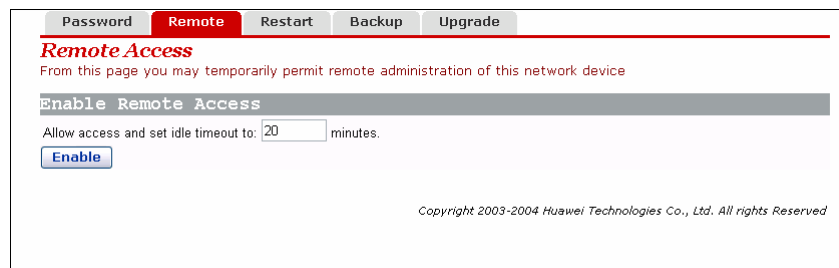 Password Remote Restart Backup Upgrade
Remote Access
From this page you may temporarily permit remote administration of this network device
Enable Remote Access
Allow access and set idle timeout to: 20 minutes.
Enable
Copyright 2003-2004 Huawei Technologies Co., Ltd. All rights Reserved